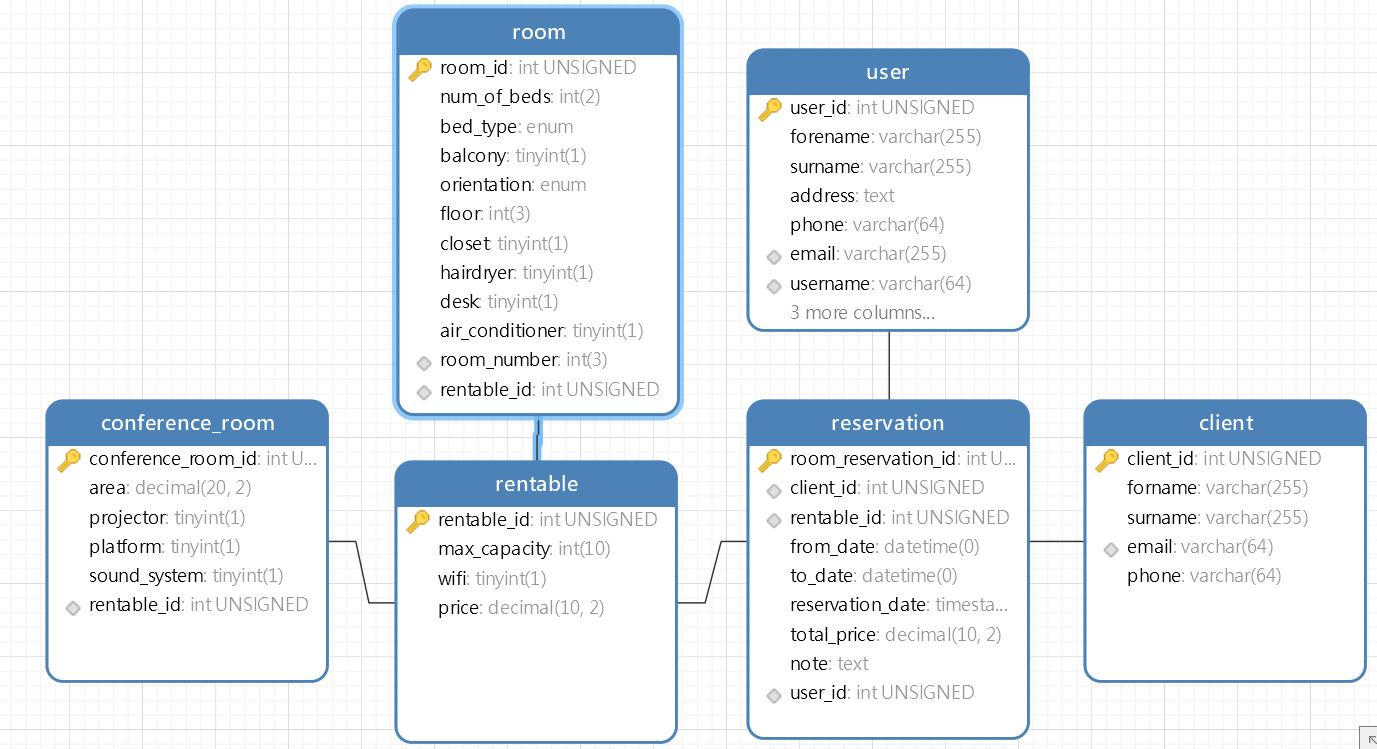 room
room_id: int UNSIGNED
num_of_beds: int(2)
bed_type: enum
balcony: tinyint(1)
orientation: enum
floor: int(3)
closet: tinyint(1)
hairdryer: tinyint(1)
desk: tinyint(1)
air_conditioner: tinyint(1)
room_number: int(3)
rentable_id: int UNSIGNED
user
user_id: int UNSIGNED
forename: varchar(255)
surname: varchar(255)
address: text
phone: varchar(64)
email: varchar(255)
username: varchar(64)
3 more columns...
conference_room
conference_room_id: int U...
area: decimal(20, 2)
projector: tinyint(1)
platform: tinyint(1)
sound_system: tinyint(1)
rentable_id: int UNSIGNED
rentable
rentable_id: int UNSIGNED
max_capacity: int(10)
wifi: tinyint(1)
price: decimal(10, 2)
reservation
room_reservation_id: int U...
client_id: int UNSIGNED
rentable_id: int UNSIGNED
from_date: datetime(0)
to_date: datetime(0)
reservation_date: timesta...
total_price: decimal(10, 2)
note: text
user_id: int UNSIGNED
client
client_id: int UNSIGNED
forname: varchar(255)
surname: varchar(255)
email: varchar(64)
phone: varchar(64)